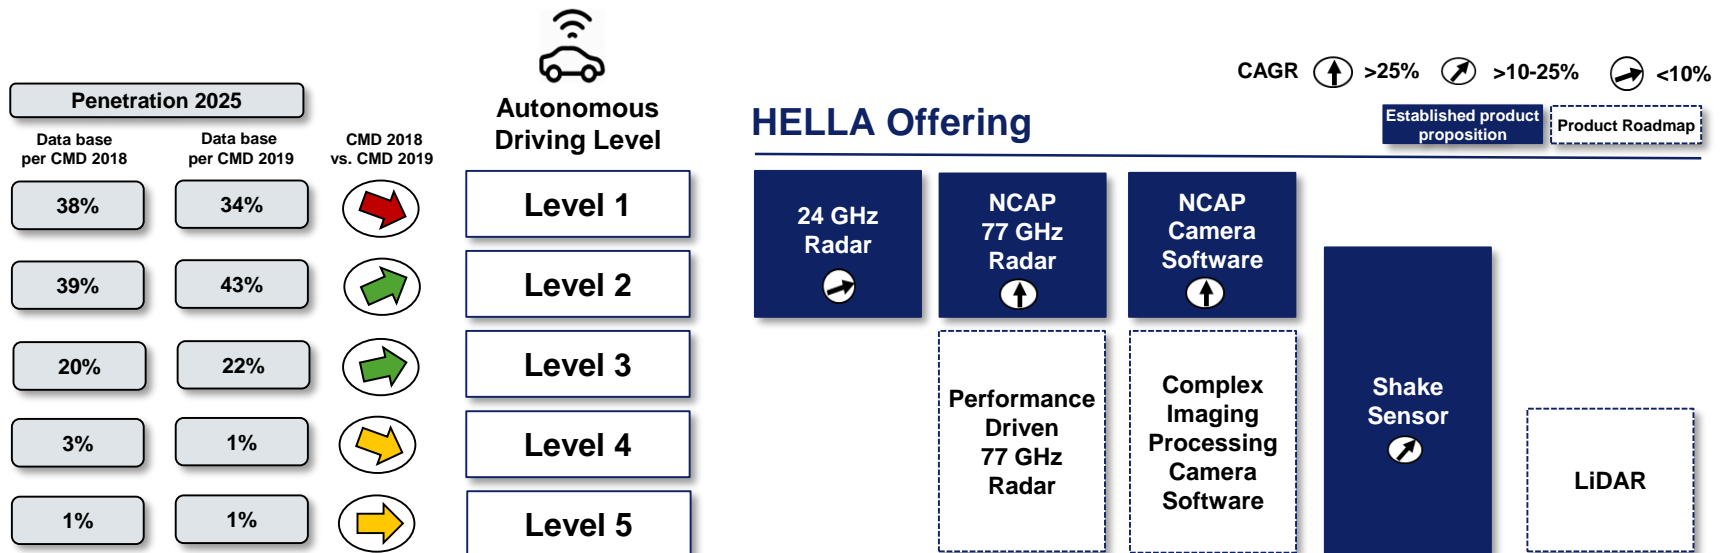 CAGR >25% >10-25% <10%
Penetration 2025
Autonomous
Driving Level
HELLA Offering
Established product
proposition
Product Roadmap
Data base
per CMD 2018
Data base
per CMD 2019
CMD 2018
vs. CMD 2019
38%
34%
Level 1
39%
43%
Level 2
20%
22%
Level 3
3%
1%
Level 4
1%
1%
Level 5
24 GHz
Radar
NCAP
77 GHz
Radar
NCAP
Camera
Software
Performance
Driven
77 GHz
Radar
Complex
Imaging
Processing
Camera
Software
Shake
Sensor
LiDAR